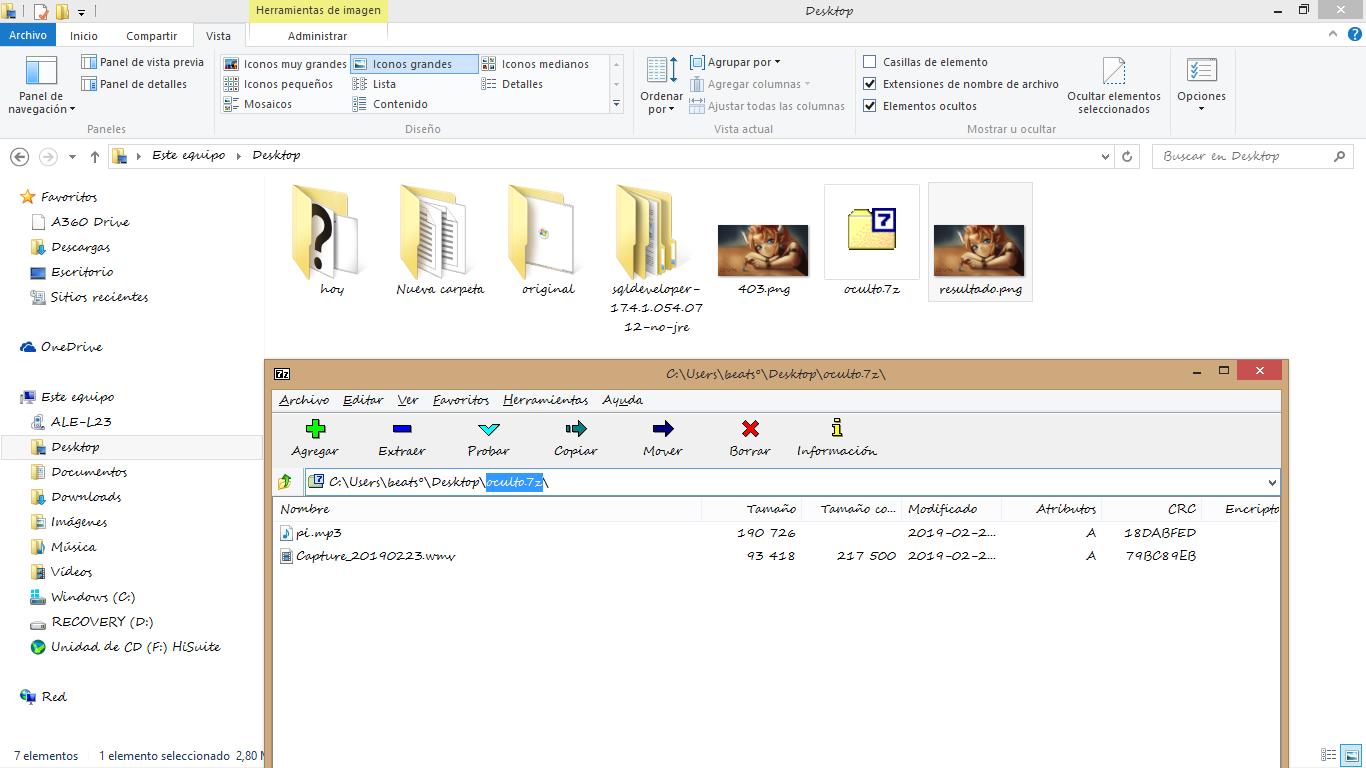 Herramientas de imagen
Desktop
Archivo Inicio Compartir Vista Administrar
Panel de navegación
Panel de vista previa
Panel de detalles
Paneles
Iconos muy grandes Iconos grandes Iconos medianos
Iconos pequeños Lista Detalles
Mosaicos Contenido
Diseño
Ordenar por
Agrupar por
Agregar columnas
Ajustar todas las columnas
Vista actual
Casillas de elemento
Extensiones de nombre de archivo
Elementos ocultos
Ocultar elementos seleccionados
Mostrar u ocultar
Opciones
Este equipo Desktop
Buscar en Desktop
Favoritos
A360 Drive
Descargas
Escritorio
Sitios recientes
OneDrive
Este equipo
ALE-L23
Desktop
Documentos
Downloads
Imágenes
Música
Vídeos
Windows (C:)
RECOVERY (D:)
Unidad de CD (F:) HiSuite
Red
hoy
Nueva carpeta
original
sqldeveloper-
17.4.1.054.07
12-no-jre
403.png
oculto.7z
resultado.png
7z
C:\Users\beats°\Desktop\oculto.7z\
Archivo Editar Ver Favoritos Herramientas Ayuda
Agregar Extraer Probar Copiar Mover Borrar Información
C:\Users\beats°\Desktop\oculto.7z\
Nombre Tamaño Tamaño co... Modificado Atributos CRC Encripta
pi.mp3 190 726 2019-02-2... A 18DABFED
Capture_20190223.wmv 93 418 217 500 2019-02-2... A 79BC89EB
7 elementos 1 elemento seleccionado 2,80 M